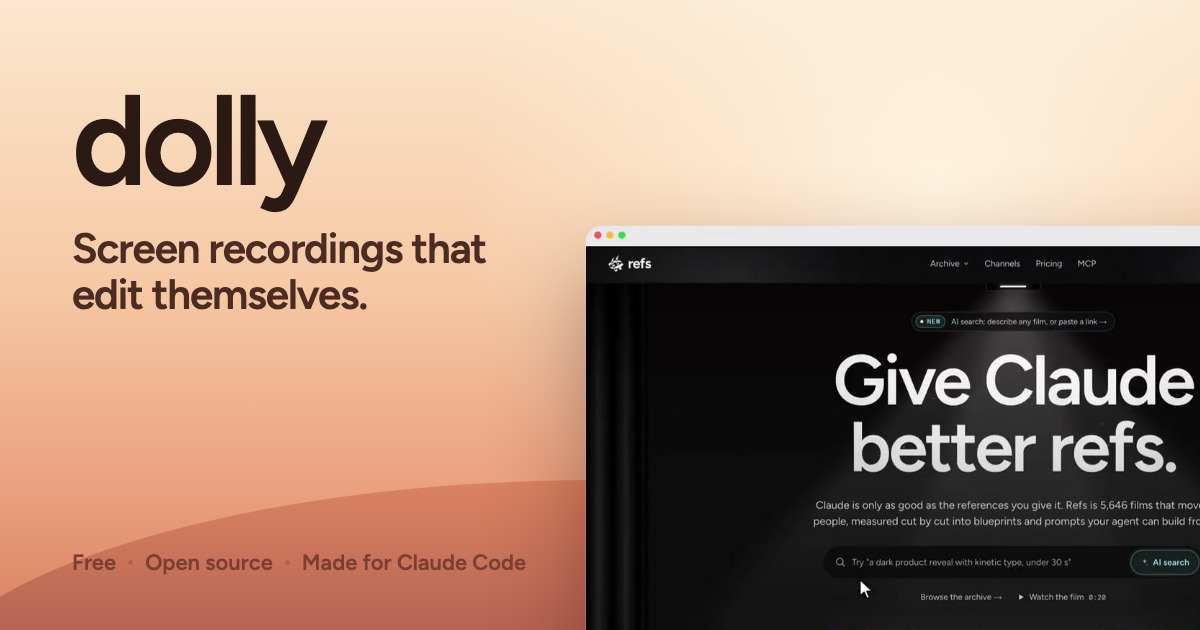 dolly
Screen recordings that
edit themselves.
Free • Open source • Made for Claude Code
refs
Archive Channels Pricing MCP
NEW AI search: describe any film, or paste a link →
Give Claude
better refs.
Claude is only as good as the references you give it. Refs is 5,646 films that
people, measured cut by cut into blueprints and prompts your agent can build
Try "a dark product reveal with kinetic type, under 30 s"
AI search
Browse the archive → Watch the film 0:20